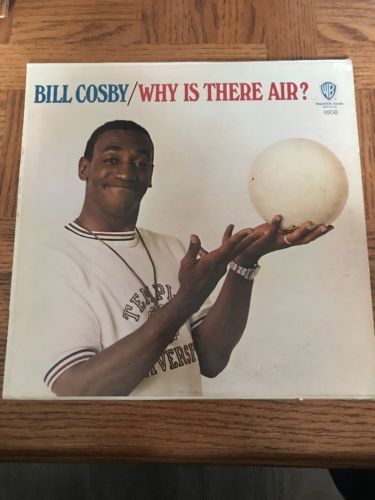 BILL COSBY/WHY IS THERE AIR?
WB
WARNER BROS
1606
TEMPLE
UNIVERSITY